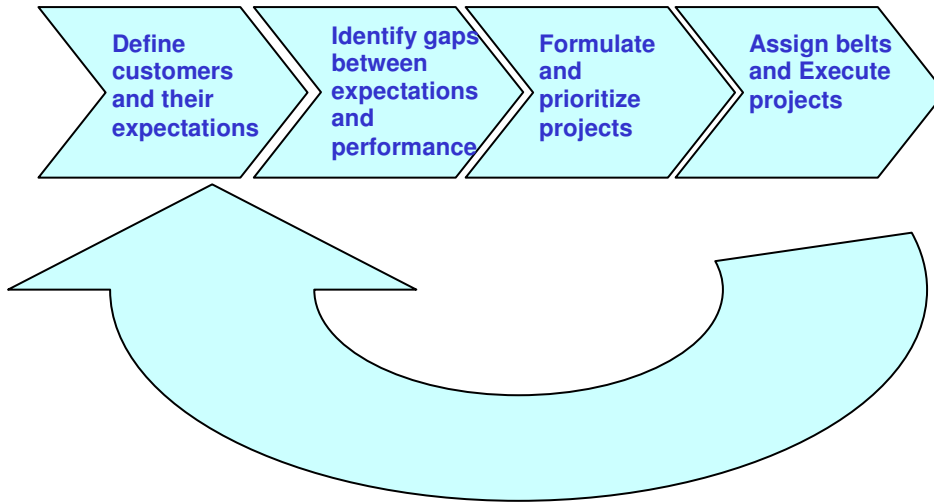 Define
customers
and their
expectations
Identify gaps
between
expectations
and
performance
Formulate
and
prioritize
projects
Assign belts
and Execute
projects